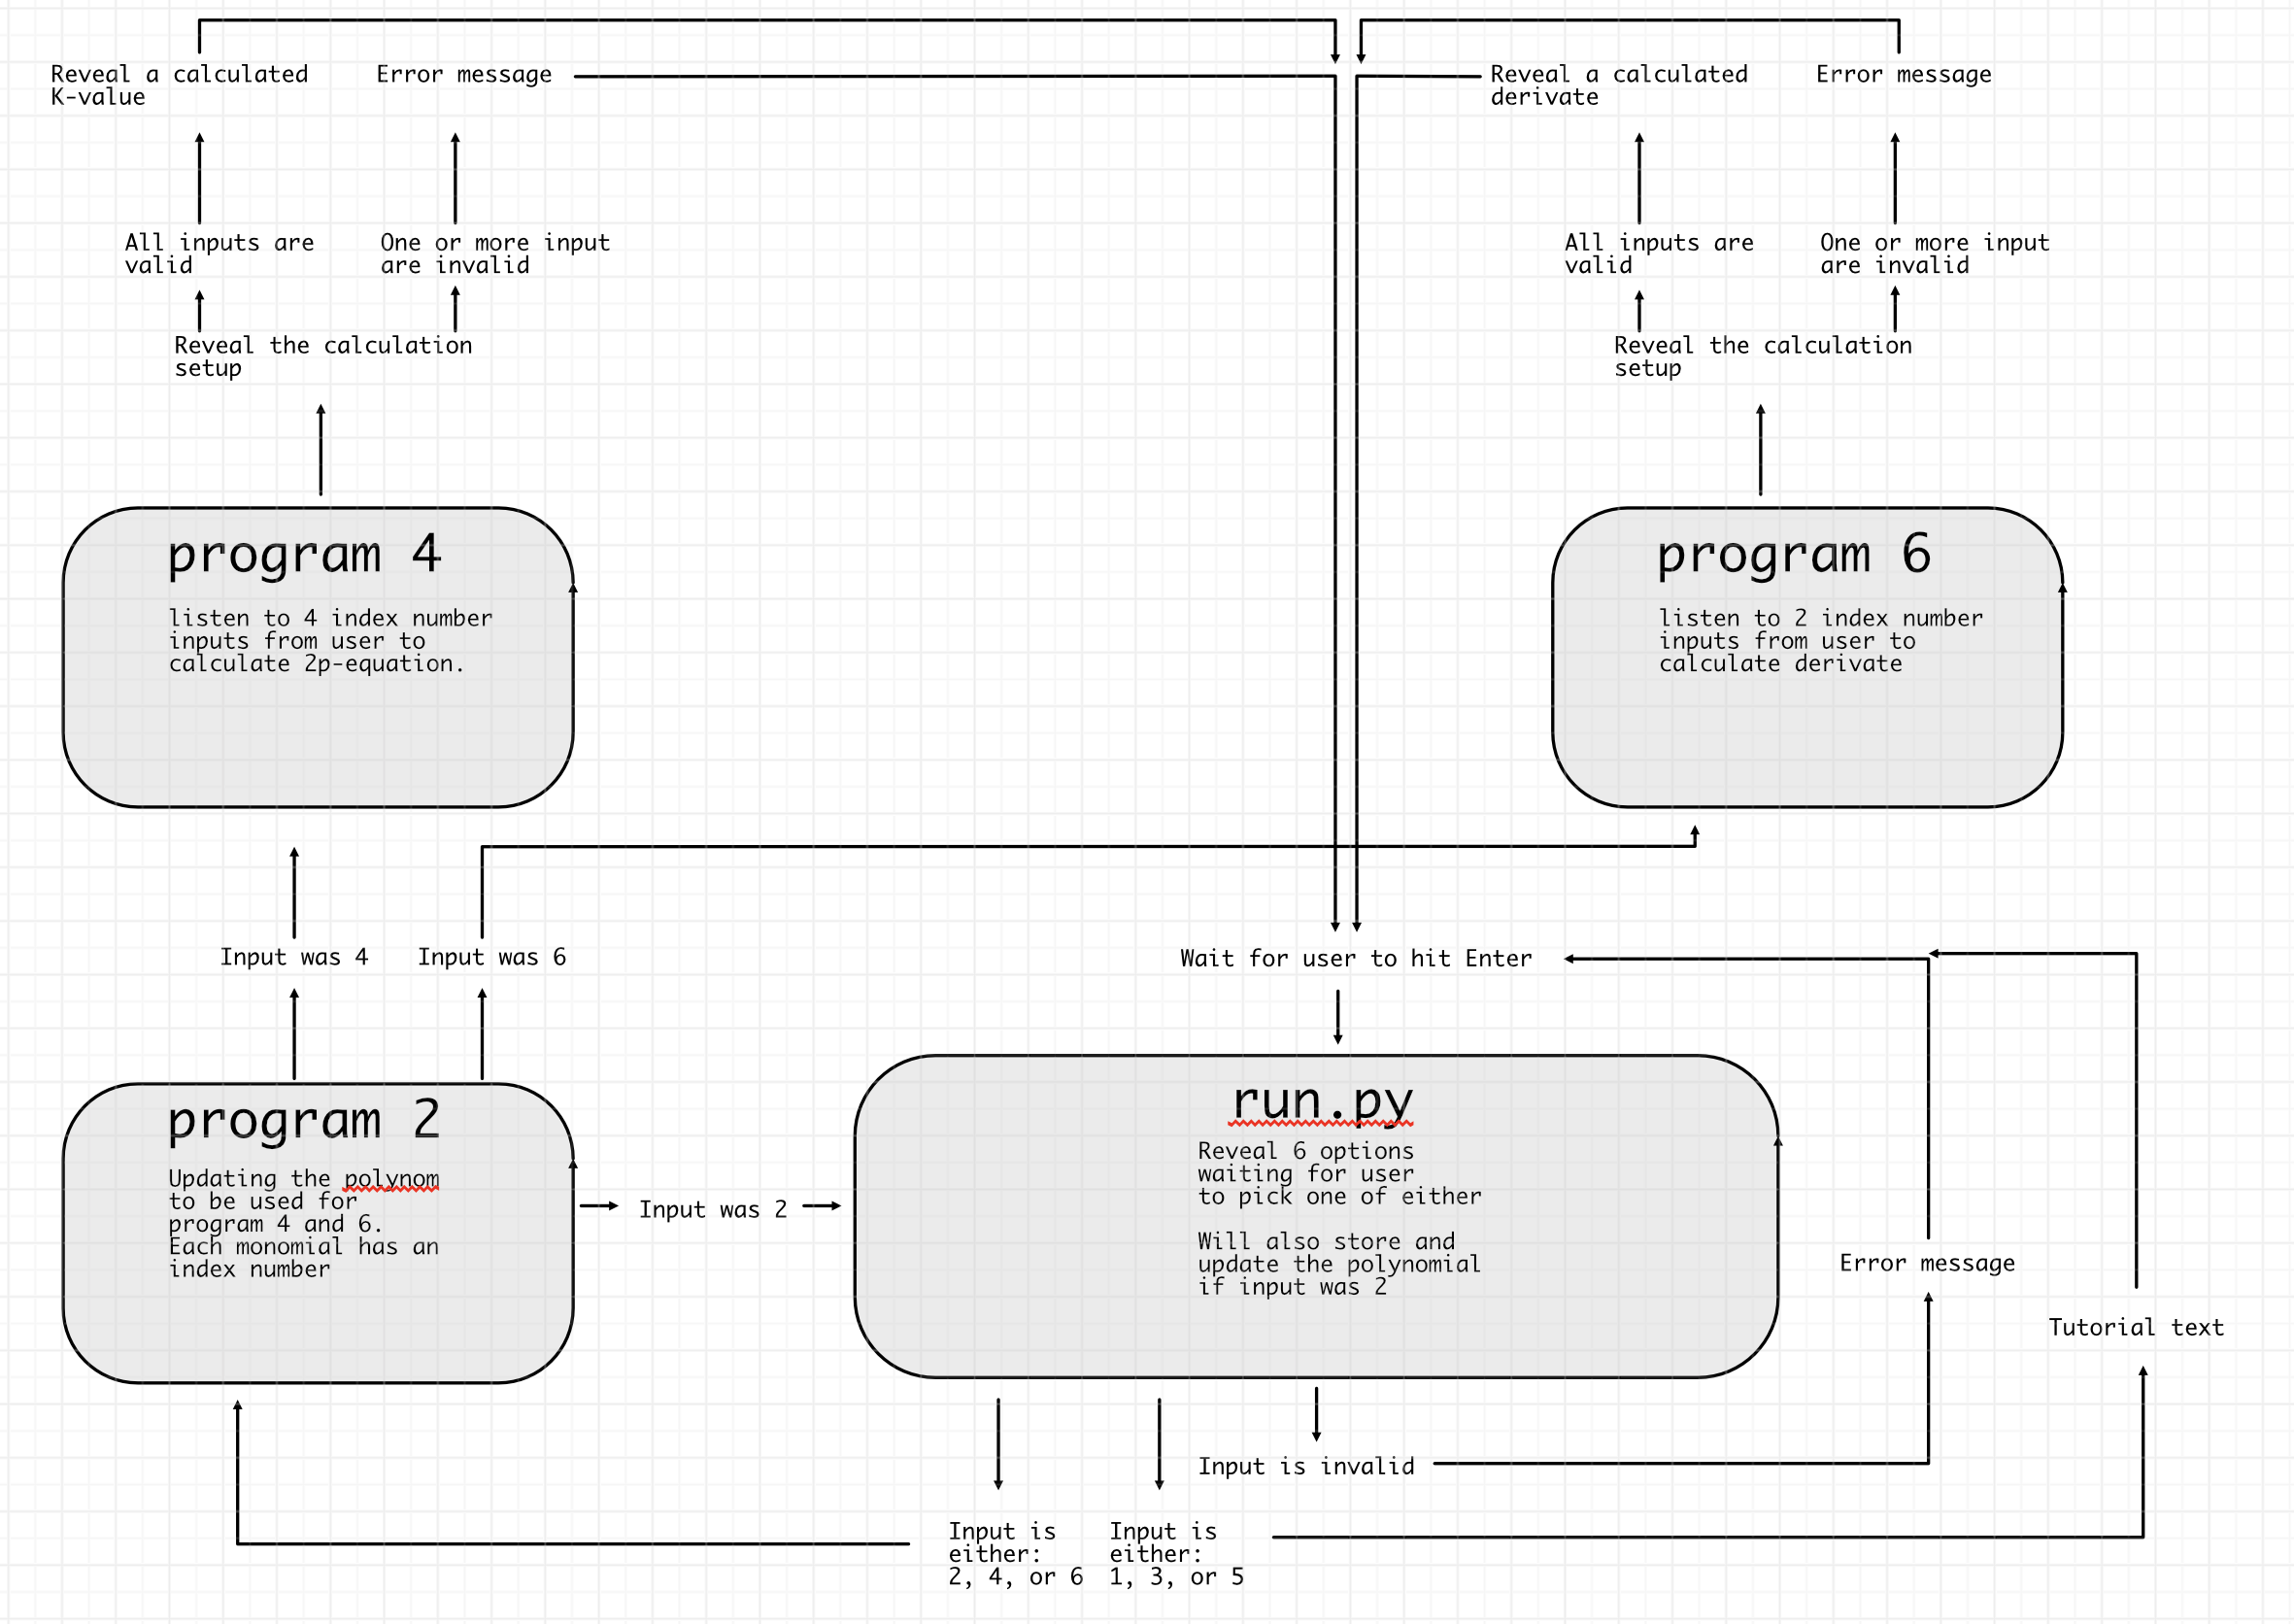 Reveal a calculated
K-value
Error message
Reveal a calculated
derivate
Error message
All inputs are
valid
One or more input
are invalid
All inputs are
valid
One or more input
are invalid
Reveal the calculation
setup
Reveal the calculation
setup
program 4
listen to 4 index number
inputs from user to
calculate 2p-equation.
program 6
listen to 2 index number
inputs from user to
calculate derivate
Input was 4
Input was 6
Wait for user to hit Enter
program 2
Updating the polynom
to be used for
program 4 and 6.
Each monomial has an
index number
Input was 2
run.py
Reveal 6 options
waiting for user
to pick one of either
Will also store and
update the polynomial
if input was 2
Error message
Tutorial text
Input is invalid
Input is
either:
2, 4, or 6
Input is
either:
1, 3, or 5